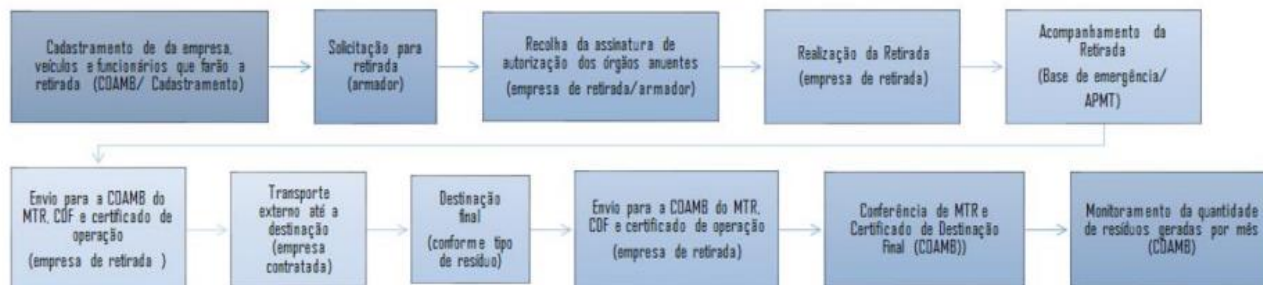 Cadastramento de da empresa,
veículos e funcionários que farão a
retirada (COAMB/ Cadastramento)
Solicitação para
retirada
(armador)
Recolha da assinatura de
autorização dos órgãos anuentes
(empresa de retirada/armador)
Realização da Retirada
(empresa de retirada)
Acompanhamento da
Retirada
(Base de emergência/
APMT)
Envio para a COAMB do
MTR, CDF e certificado de
operação
(empresa de retirada )
Transporte
externo até a
destinação
(empresa
contratada)
Destinação
final
(conforme tipo
de resíduo)
Envio para a COAMB do MTR,
CDF e certificado de operação
(empresa de retirada)
Conferência de MTR e
Certificado de Destinação
Final (COAMB))
Monitoramento da quantidade
de resíduos geradas por mês
(COAMB)